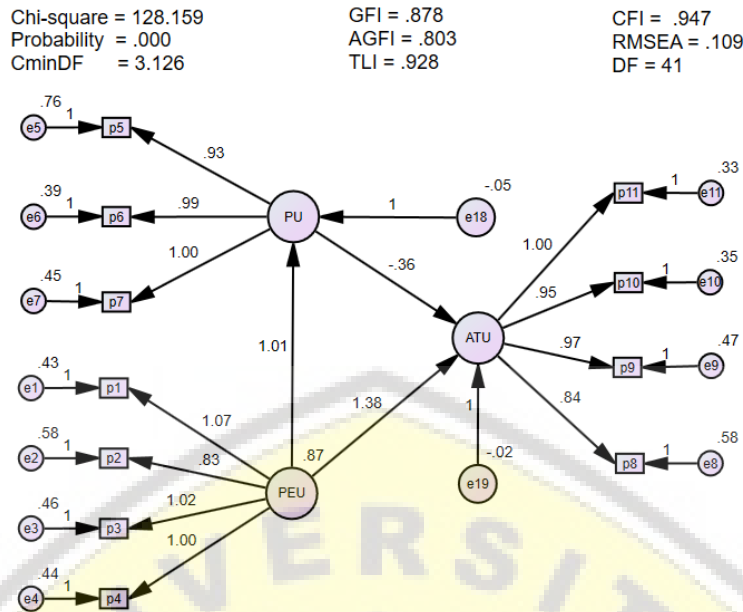 Chi-square = 128.159
Probability = .000
CminDF = 3.126
GFI = .878
AGFI = .803
TLI = .928
CFI = .947
RMSEA = .109
DF = 41
.76
e5 1 p5
.93
.39
e6 1 p6
.99
PU
1
-.05
e18
.45
e7 1 p7
1.00
-.36
1.01
1.38
.33
p11 1 e11
1.00
.35
p10 1 e10
.95
ATU
.47
p9 1 e9
.97
.58
p8 1 e8
.84
1
-.02
e19
.43
e1 1 p1
1.07
.58
e2 1 p2
.83
.87
PEU
.46
e3 1 p3
1.02
.44
e4 1 p4
1.00
VERSIT